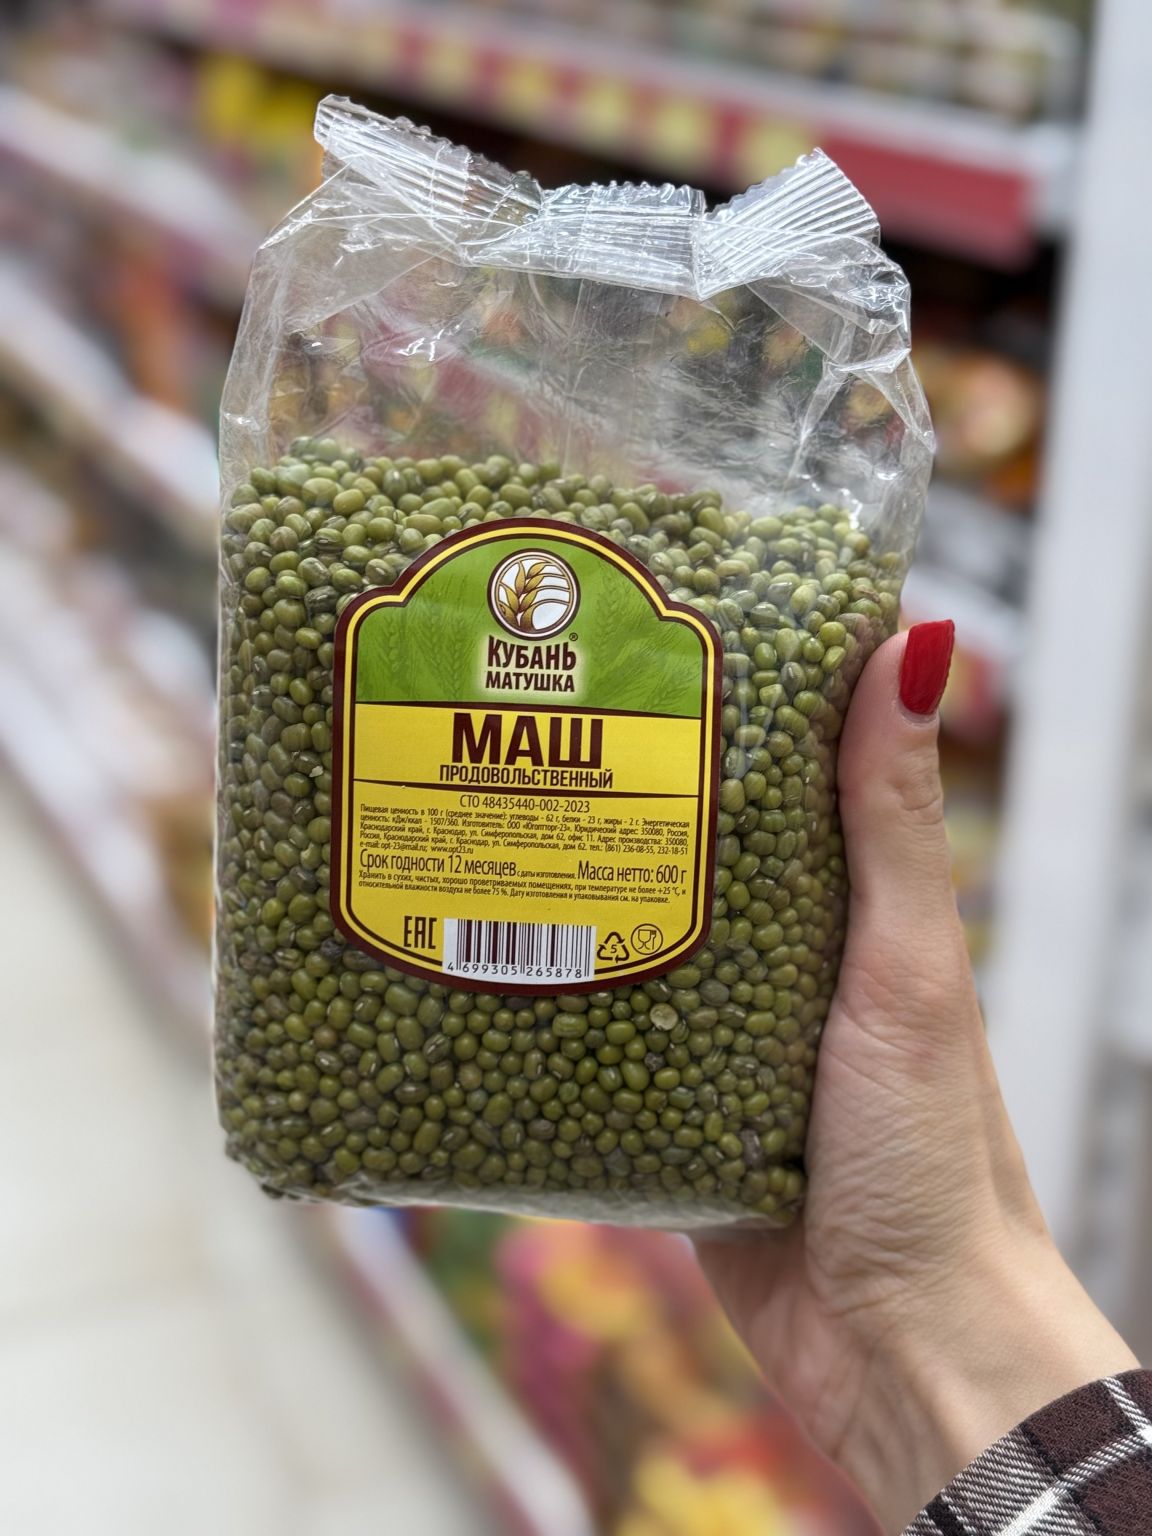 КУБАНЬ®
МАТУШКА
МАШ
ПРОДОВОЛЬСТВЕННЫЙ
СТО 48435440-002-2023
Пищевая ценность в 100 г (среднее значение): углеводы - 62 г, белки - 23 г, жиры - 2 г. Энергетическая
ценность: кДж/ккал - 1507/360. Изготовитель: ООО «Югоптторг-23». Юридический адрес: 350080, Россия,
Краснодарский край, г. Краснодар, ул. Симферопольская, дом 62, офис 11. Адрес производства: 350080,
Россия, Краснодарский край, г. Краснодар, ул. Симферопольская, дом 62. тел.: (861) 236-08-55, 232-18-51
e-mail: opt-23@mail.ru; www.opt23.ru
Срок годности 12 месяцев с даты изготовления. Масса нетто: 600 г
Хранить в сухих, чистых, хорошо проветриваемых помещениях, при температуре не более +25 °С, и
относительной влажности воздуха не более 75 %. Дату изготовления и упаковывания см. на упаковке.
ЕАС
5
4 699305 265878